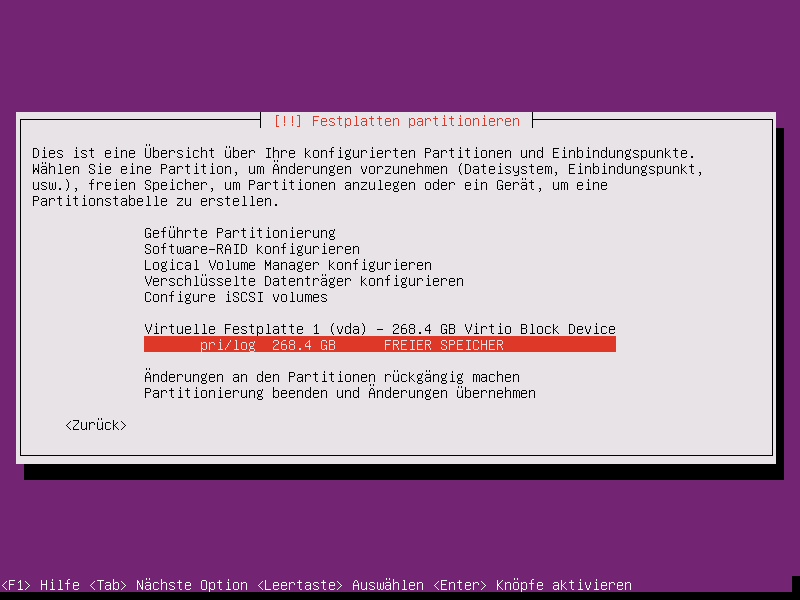 [!!] Festplatten partitionieren
Dies ist eine Übersicht über Ihre konfigurierten Partitionen und Einbindungspunkte.
Wählen Sie eine Partition, um Änderungen vorzunehmen (Dateisystem, Einbindungspunkt,
usw.), freien Speicher, um Partitionen anzulegen oder ein Gerät, um eine
Partitionstabelle zu erstellen.
Geführte Partitionierung
Software-RAID konfigurieren
Logical Volume Manager konfigurieren
Verschlüsselte Datenträger konfigurieren
Configure iSCSI volumes
Virtuelle Festplatte 1 (vda) - 268.4 GB Virtio Block Device
pri/log 268.4 GB FREIER SPEICHER
Änderungen an den Partitionen rückgängig machen
Partitionierung beenden und Änderungen übernehmen
<Zurück>
<F1> Hilfe <Tab> Nächste Option <Leertaste> Auswählen <Enter> Knöpfe aktivieren